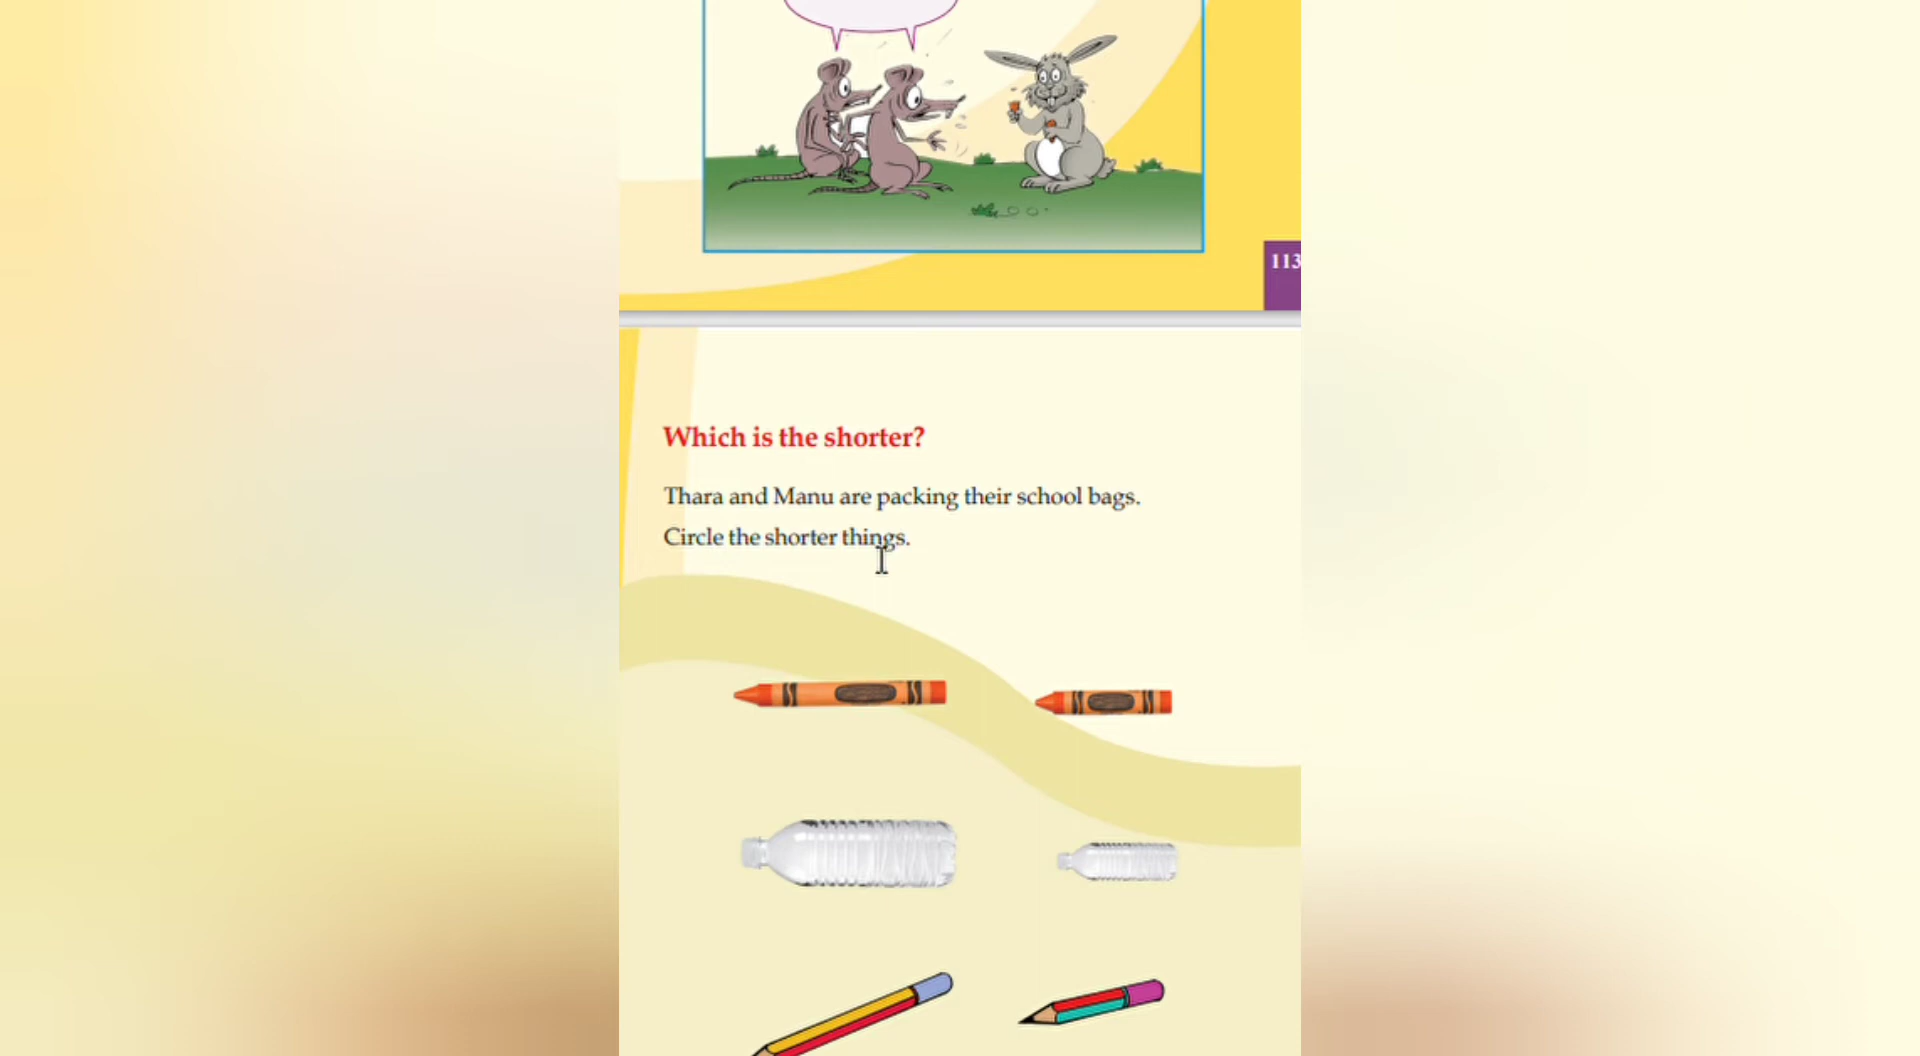 113
Which is the shorter?
Thara and Manu are packing their school bags.
Circle the shorter things.